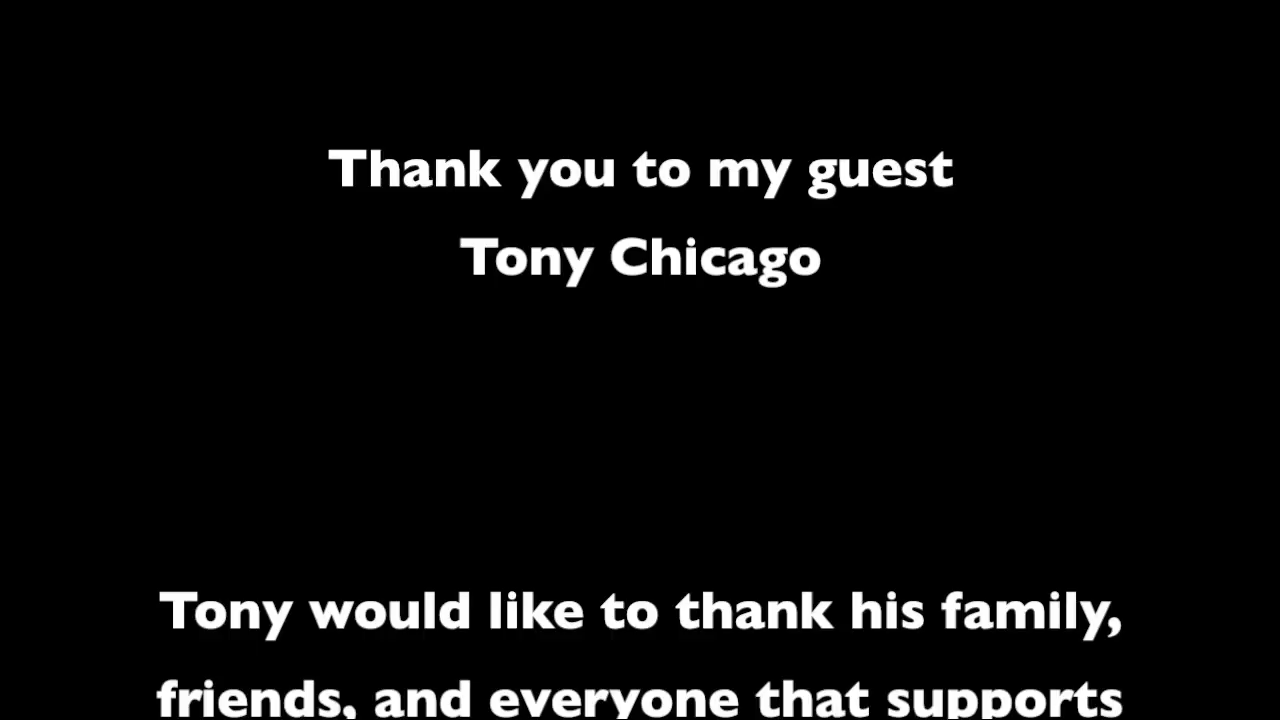 Thank you to my guest
Tony Chicago
Tony would like to thank his family,
friends, and everyone that supports